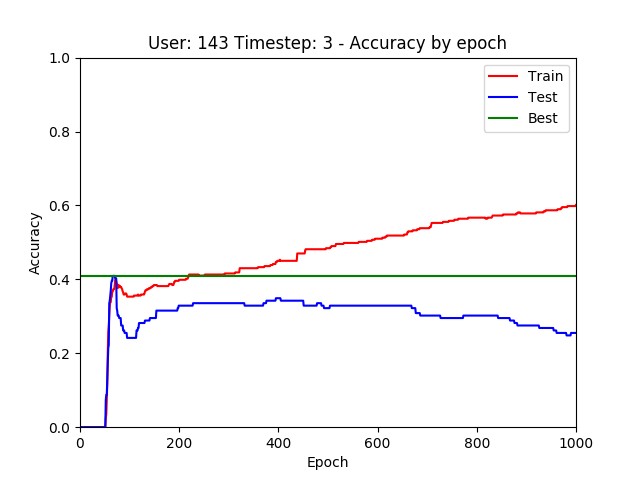 User: 143 Timestep: 3 - Accuracy by epoch
1.0
0.8
0.6
0.4
0.2
0.0
Accuracy
Train
Test
Best
0 200 400 600 800 1000
Epoch